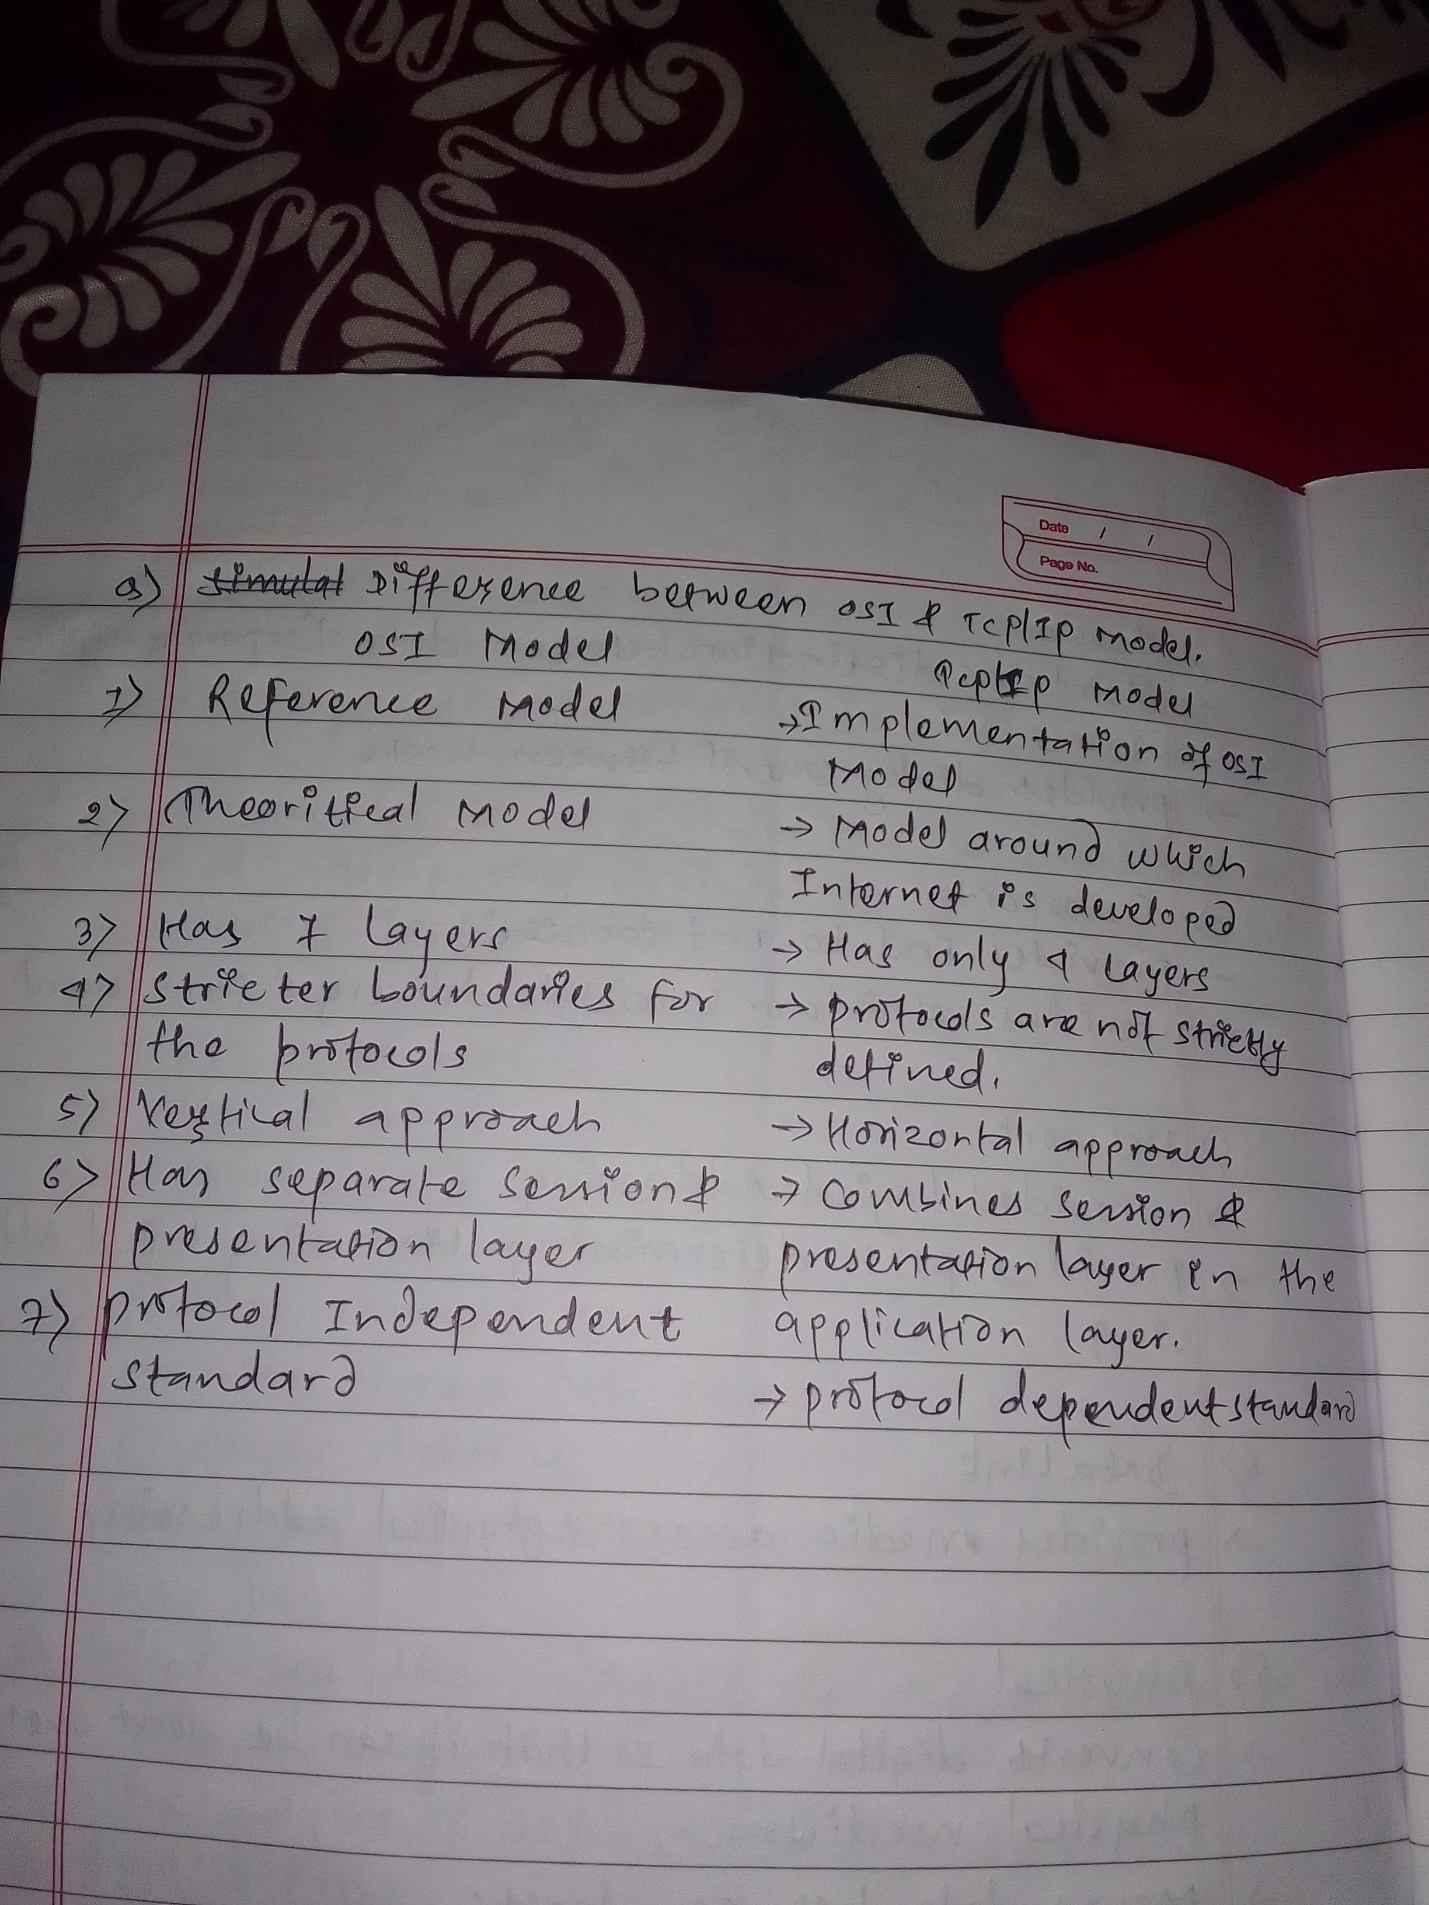 Date / /
Page No.
Q) simulat Difference between OSI & TCP/IP Model.
OSI Model
TCP/IP Model
1) Reference Model
→ Implementation of OSI
Model
2) Theoritical Model
→ Model around which
Internet is developed
3) Has 7 layers
→ Has only 4 layers
4) Stricter boundaries for
→ protocols are not strictly
the protocols
defined.
5) Vertical approach
→ Horizontal approach
6) Has separate session &
→ combines session &
presentation layer
presentation layer in the
7) protocol Independent
application layer.
standard
→ protocol dependent standard